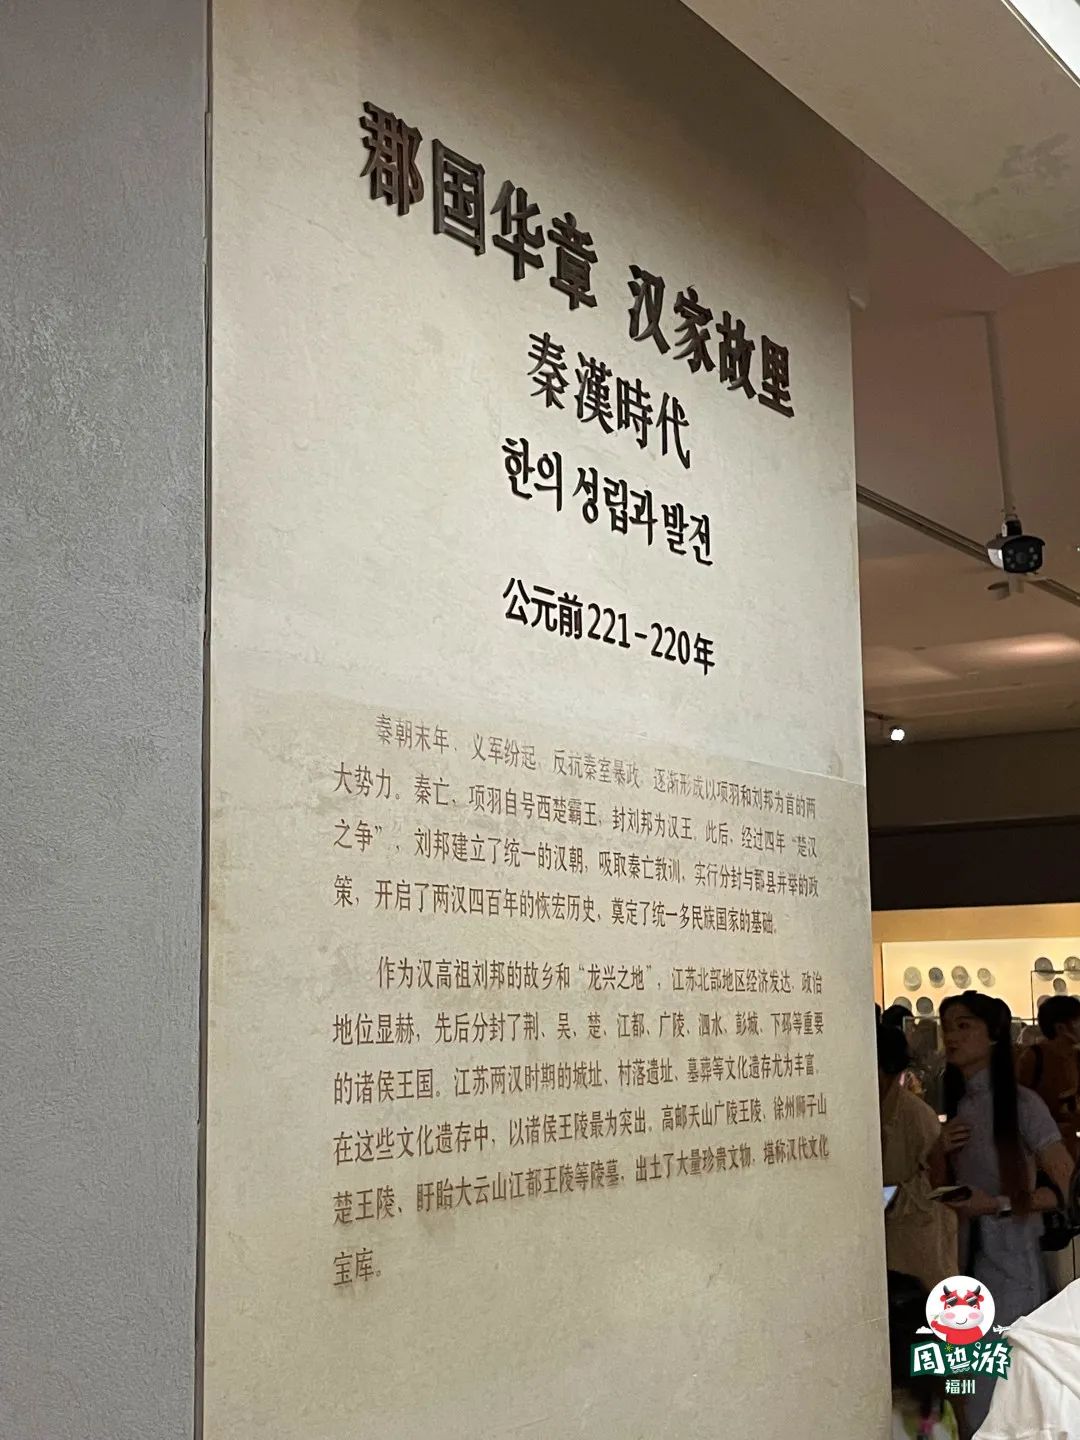 郡国华章 汉家故里
秦漢時代
한의 성립과 발전
公元前221-220年
秦朝末年、义军纷起、反抗秦室暴政，逐渐形成以项羽和刘邦为首的两
大势力。秦亡、项羽自号西楚霸王，封刘邦为汉王，此后、经过四年“楚汉
之争”，刘邦建立了统一的汉朝，吸取秦亡教训，实行分封与郡县并举的政
策，开启了两汉四百年的恢宏历史，奠定了统一多民族国家的基础。
作为汉高祖刘邦的故乡和“龙兴之地”，江苏北部地区经济发达，政治
地位显赫，先后分封了荆、吴、楚、江都、广陵、泗水、彭城、下邳等重要
的诸侯王国。江苏两汉时期的城址、村落遗址、墓葬等文化遗存尤为丰富，
在这些文化遗存中，以诸侯王陵最为突出，高邮天山广陵王陵、徐州狮子山
楚王陵、盱眙大云山江都王陵等陵墓，出土了大量珍贵文物，堪称汉代文化
宝库。
周边游
福州